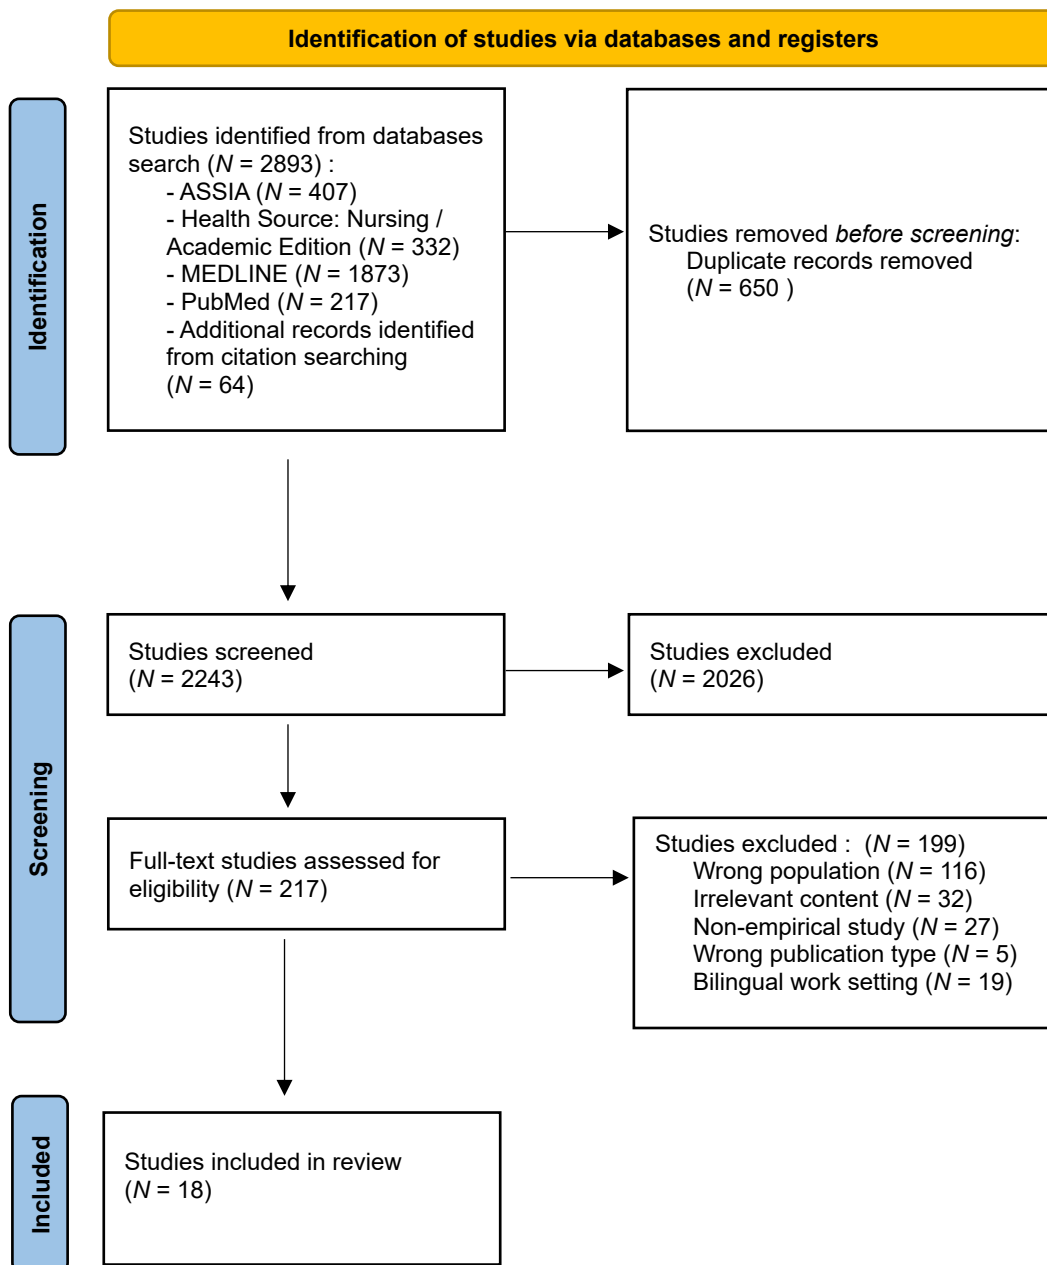 Identification of studies via databases and registers
Identification
Studies identified from databases
search (N = 2893) :
- ASSIA (N = 407)
- Health Source: Nursing /
Academic Edition (N = 332)
- MEDLINE (N = 1873)
- PubMed (N = 217)
- Additional records identified
from citation searching
(N = 64)
Studies removed before screening:
Duplicate records removed
(N = 650 )
Screening
Studies screened
(N = 2243)
Studies excluded
(N = 2026)
Full-text studies assessed for
eligibility (N = 217)
Studies excluded : (N = 199)
Wrong population (N = 116)
Irrelevant content (N = 32)
Non-empirical study (N = 27)
Wrong publication type (N = 5)
Bilingual work setting (N = 19)
Included
Studies included in review
(N = 18)